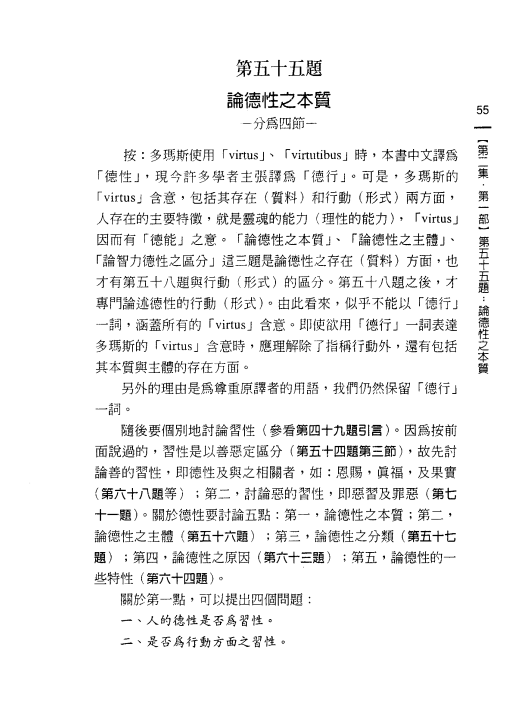 第五十五題
論德性之本質
－分爲四節－
按：多瑪斯使用「virtus」、「virtutibus」時，本書中文譯爲
「德性」，現今許多學者主張譯爲「德行」。可是，多瑪斯的
「virtus」含意，包括其存在（質料）和行動（形式）兩方面，
人存在的主要特徵，就是靈魂的能力（理性的能力），「virtus」
因而有「德能」之意。「論德性之本質」、「論德性之主體」、
「論智力德性之區分」這三題是論德性之存在（質料）方面，也
才有第五十八題與行動（形式）的區分。第五十八題之後，才
專門論述德性的行動（形式）。由此看來，似乎不能以「德行」
一詞，涵蓋所有的「virtus」含意。即使欲用「德行」一詞表達
多瑪斯的「virtus」含意時，應理解除了指稱行動外，還有包括
其本質與主體的存在方面。
另外的理由是爲尊重原譯者的用語，我們仍然保留「德行」
一詞。
隨後要個別地討論習性（參看第四十九題引言）。因爲按前
面說過的，習性是以善惡定區分（第五十四題第三節），故先討
論善的習性，即德性及與之相關者，如：恩賜，眞福，及果實
（第六十八題等）；第二，討論惡的習性，即惡習及罪惡（第七
十一題）。關於德性要討論五點：第一，論德性之本質；第二，
論德性之主體（第五十六題）；第三，論德性之分類（第五十七
題）；第四，論德性之原因（第六十三題）；第五，論德性的一
些特性（第六十四題）。
關於第一點，可以提出四個問題：
一、人的德性是否爲習性。
二、是否爲行動方面之習性。
55
【第二集．第一部】第五十五題：論德性之本質